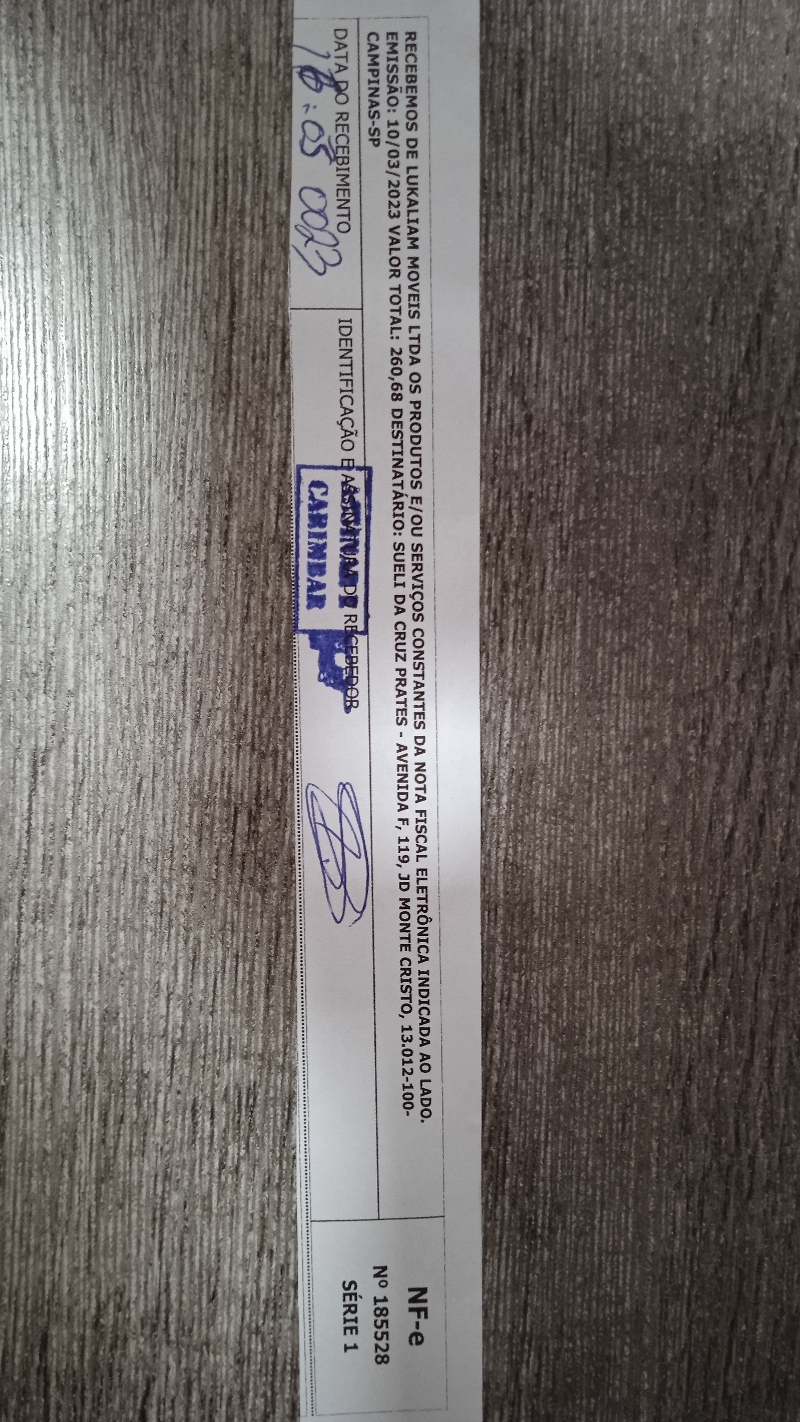 RECEBEMOS DE LUKALIAM MOVEIS LTDA OS PRODUTOS E/OU SERVIÇOS CONSTANTES DA NOTA FISCAL ELETRÔNICA INDICADA AO LADO.
EMISSÃO: 10/03/2023 VALOR TOTAL: 260,68 DESTINATÁRIO: SUELI DA CRUZ PRATES - AVENIDA F, 119, JD MONTE CRISTO, 13.012-100-
CAMPINAS-SP
DATA DO RECEBIMENTO
IDENTIFICAÇÃO E ASSINATURA DO RECEBEDOR
CARIMBAR
NF-e
Nº 185528
SÉRIE 1